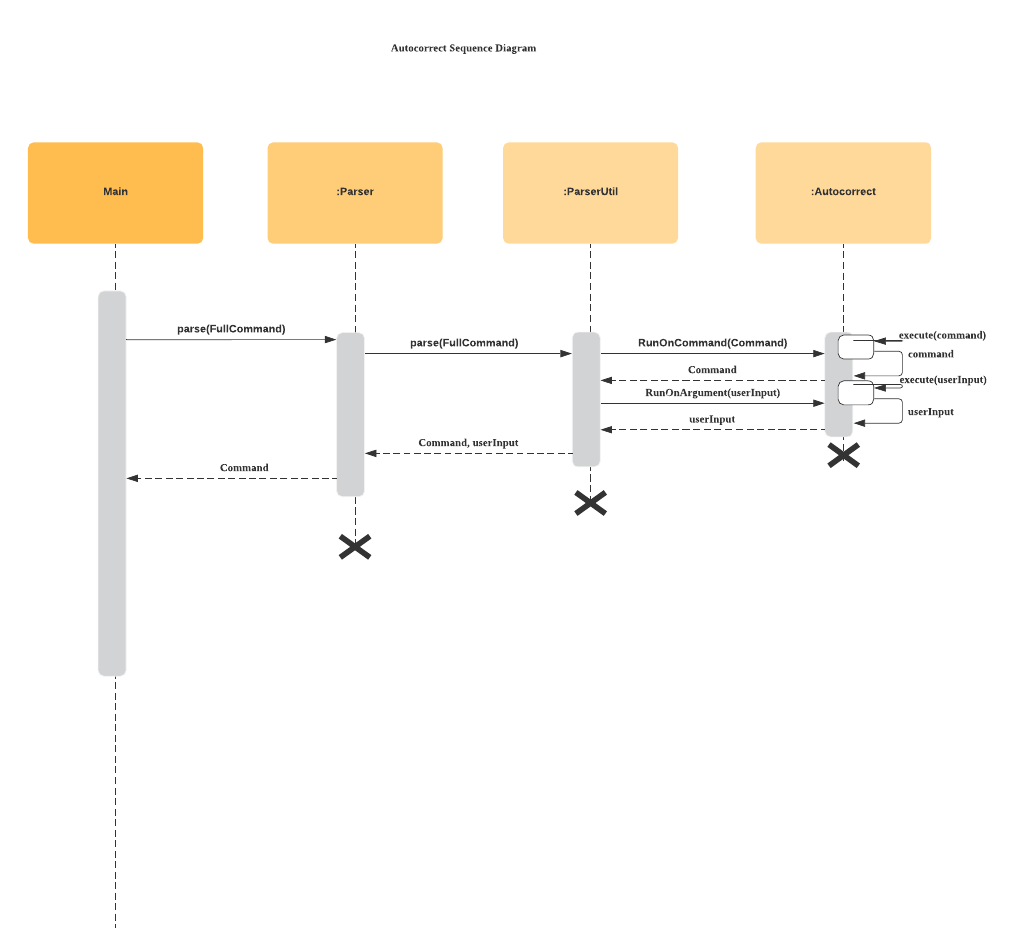 Autocorrect Sequence Diagram
Main
:Parser
:ParserUtil
:Autocorrect
parse(FullCommand)
parse(FullCommand)
RunOnCommand(Command)
execute(command)
command
Command
execute(userInput)
RunOnArgument(userInput)
userInput
userInput
Command, userInput
Command